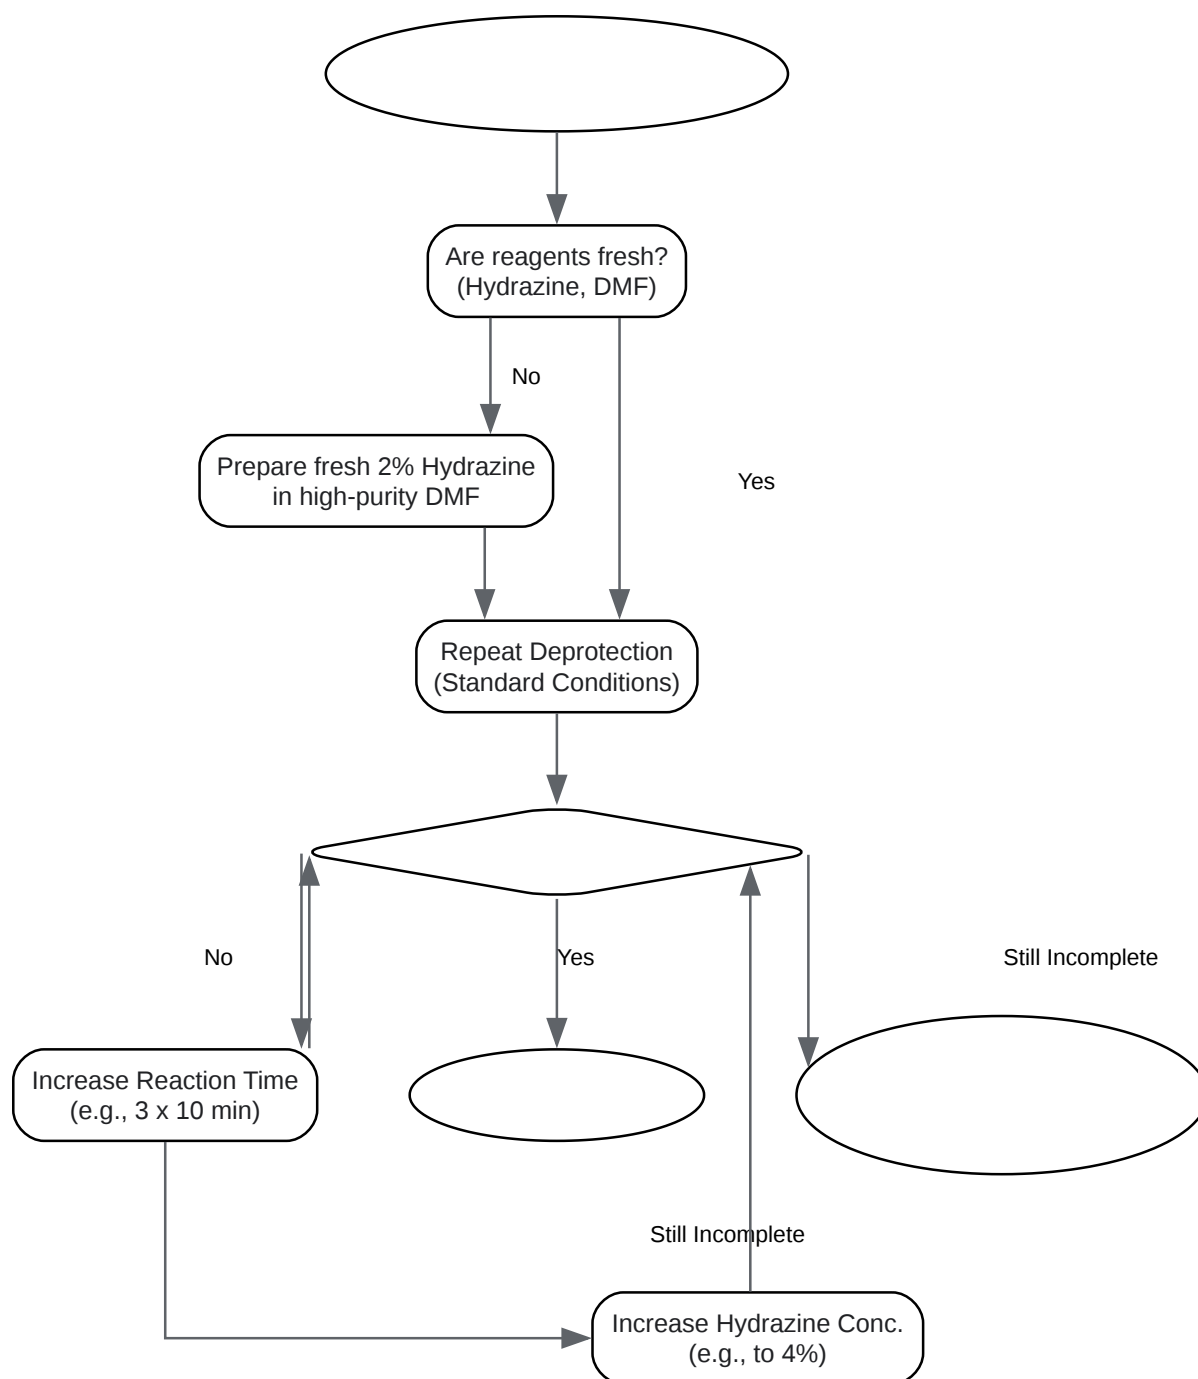 Are reagents fresh?
(Hydrazine, DMF)
No
Prepare fresh 2% Hydrazine
in high-purity DMF
Yes
Repeat Deprotection
(Standard Conditions)
No
Yes
Still Incomplete
Increase Reaction Time
(e.g., 3 x 10 min)
Still Incomplete
Increase Hydrazine Conc.
(e.g., to 4%)